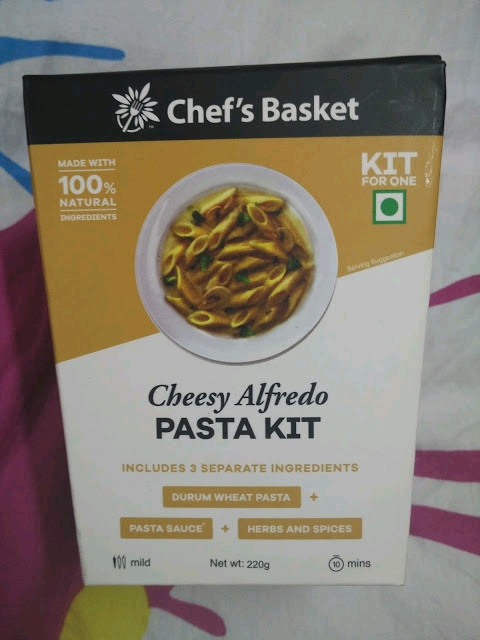 Chef's Basket
MADE WITH
100%
NATURAL
INGREDIENTS
KIT
FOR ONE
Serving Suggestion
Cheesy Alfredo
PASTA KIT
INCLUDES 3 SEPARATE INGREDIENTS
DURUM WHEAT PASTA +
PASTA SAUCE* + HERBS AND SPICES
mild Net wt: 220g 10 mins